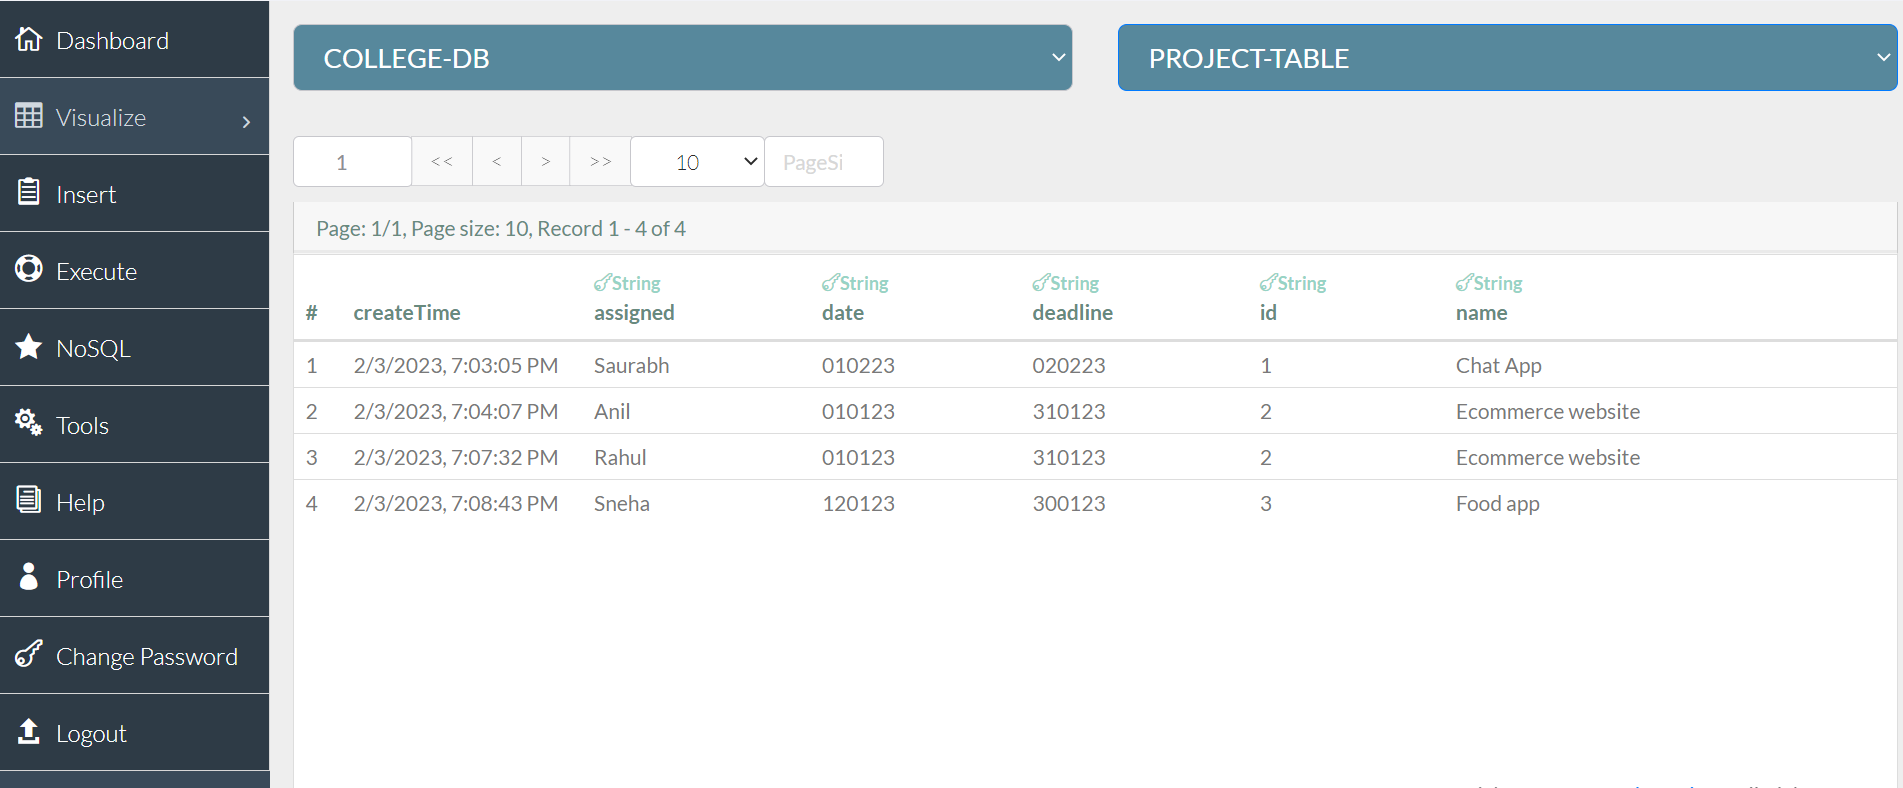 Dashboard
Visualize
Insert
Execute
NoSQL
Tools
Help
Profile
Change Password
Logout
COLLEGE-DB
PROJECT-TABLE
1 << < > >> 10 PageSi
Page: 1/1, Page size: 10, Record 1 - 4 of 4
String String String String String
# createTime assigned date deadline id name
1 2/3/2023, 7:03:05 PM Saurabh 010223 020223 1 Chat App
2 2/3/2023, 7:04:07 PM Anil 010123 310123 2 Ecommerce website
3 2/3/2023, 7:07:32 PM Rahul 010123 310123 2 Ecommerce website
4 2/3/2023, 7:08:43 PM Sneha 120123 300123 3 Food app